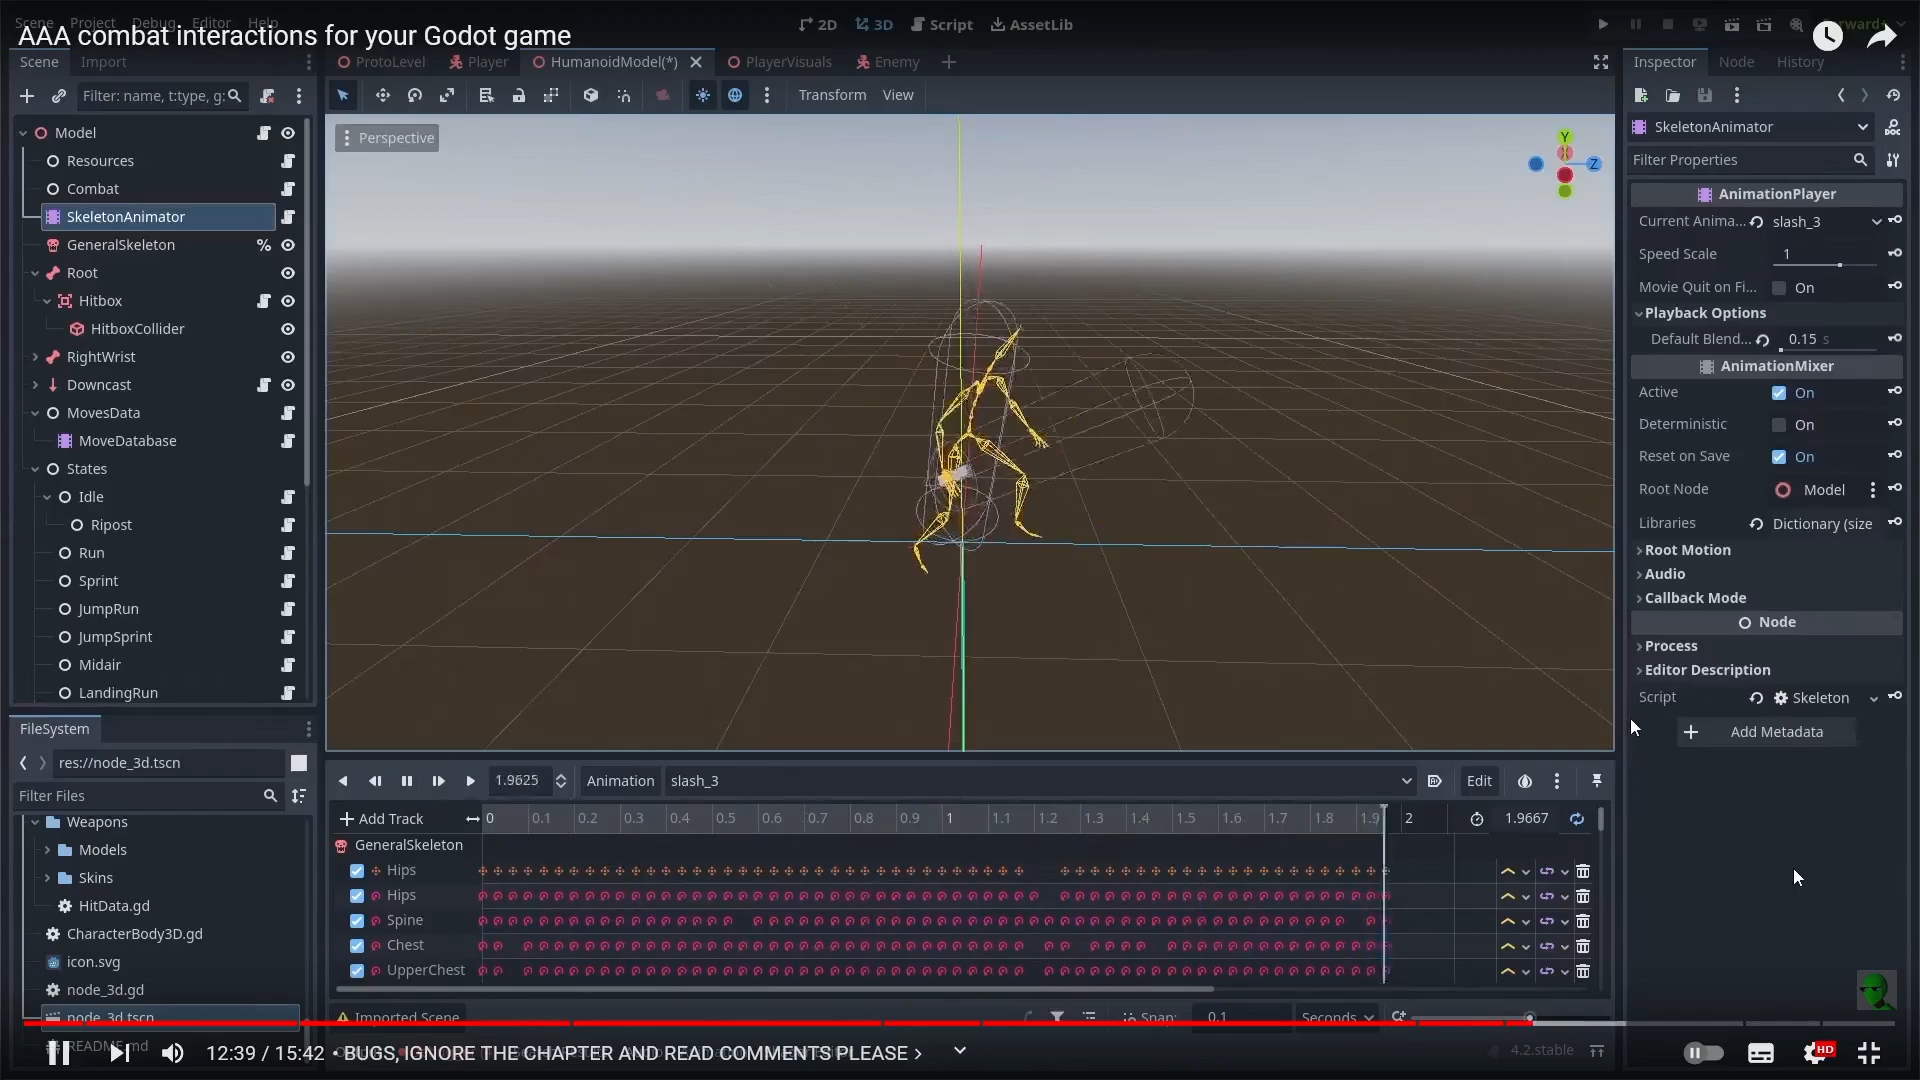 Scene Project Debug Editor Help
AAA combat interactions for your Godot game
2D 3D Script AssetLib
Forward+
Scene Import
ProtoLevel Player HumanoidModel(*) PlayerVisuals Enemy
Inspector Node History
Filter: name, t:type, g:
Transform View
Model
Resources
Combat
SkeletonAnimator
GeneralSkeleton %
Root
Hitbox
HitboxCollider
RightWrist
Downcast
MovesData
MoveDatabase
States
Idle
Ripost
Run
Sprint
JumpRun
JumpSprint
Midair
LandingRun
Perspective
Y
Z
SkeletonAnimator
Filter Properties
AnimationPlayer
Current Anima... slash_3
Speed Scale 1
Movie Quit on Fi... On
Playback Options
Default Blend... 0.15 s
AnimationMixer
Active On
Deterministic On
Reset on Save On
Root Node Model
Libraries Dictionary (size
Root Motion
Audio
Callback Mode
Node
Process
Editor Description
Script Skeleton
Add Metadata
FileSystem
res://node_3d.tscn
Filter Files
Weapons
Models
Skins
HitData.gd
CharacterBody3D.gd
icon.svg
node_3d.gd
node_3d.tscn
README.md
1.9625 Animation slash_3 Edit
Add Track 0 0.1 0.2 0.3 0.4 0.5 0.6 0.7 0.8 0.9 1 1.1 1.2 1.3 1.4 1.5 1.6 1.7 1.8 1.9 2 1.9667
GeneralSkeleton
Hips
Hips
Spine
Chest
UpperChest
Imported Scene Snap: 0.1 Seconds
12:39 / 15:42 • BUGS, IGNORE THE CHAPTER AND READ COMMENTS PLEASE
4.2.stable
HD